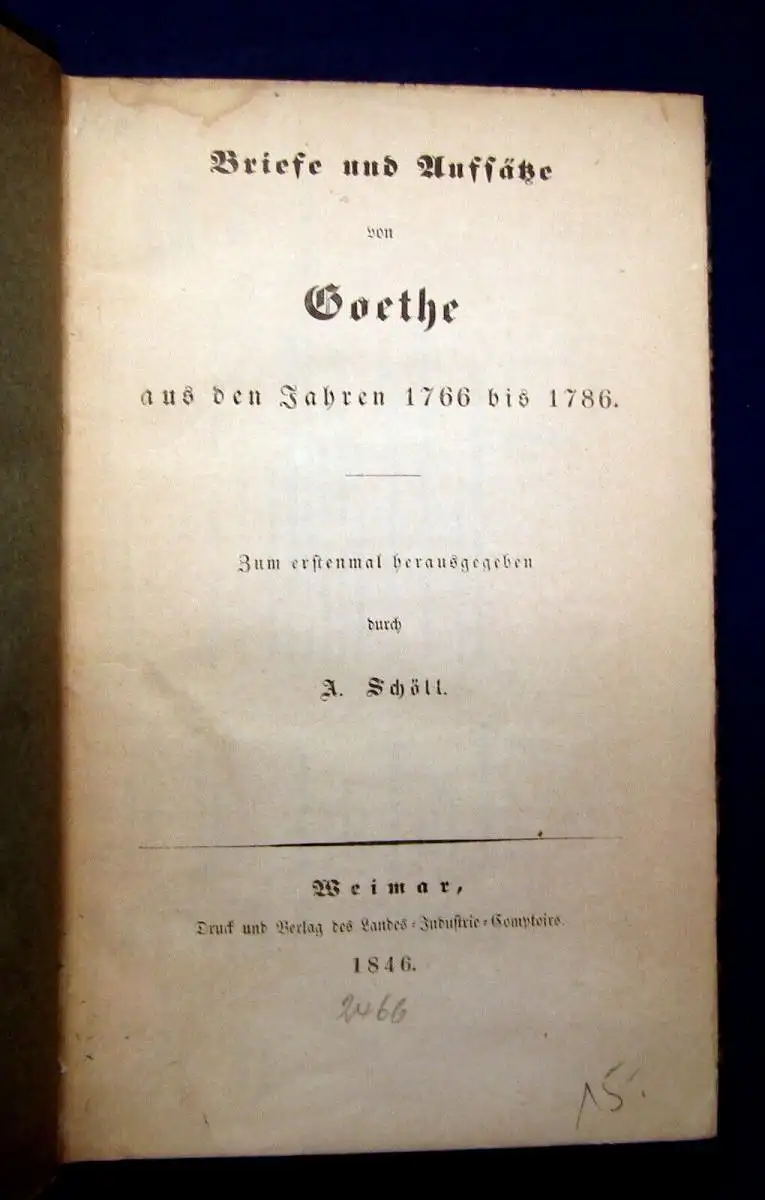 Briefe und Aufsätze
von
Goethe
aus den Jahren 1766 bis 1786.
Zum erstenmal herausgegeben
durch
A. Schöll.
Weimar,
Druck und Verlag des Landes-Industrie-Comptoirs.
1846.
2466
15.